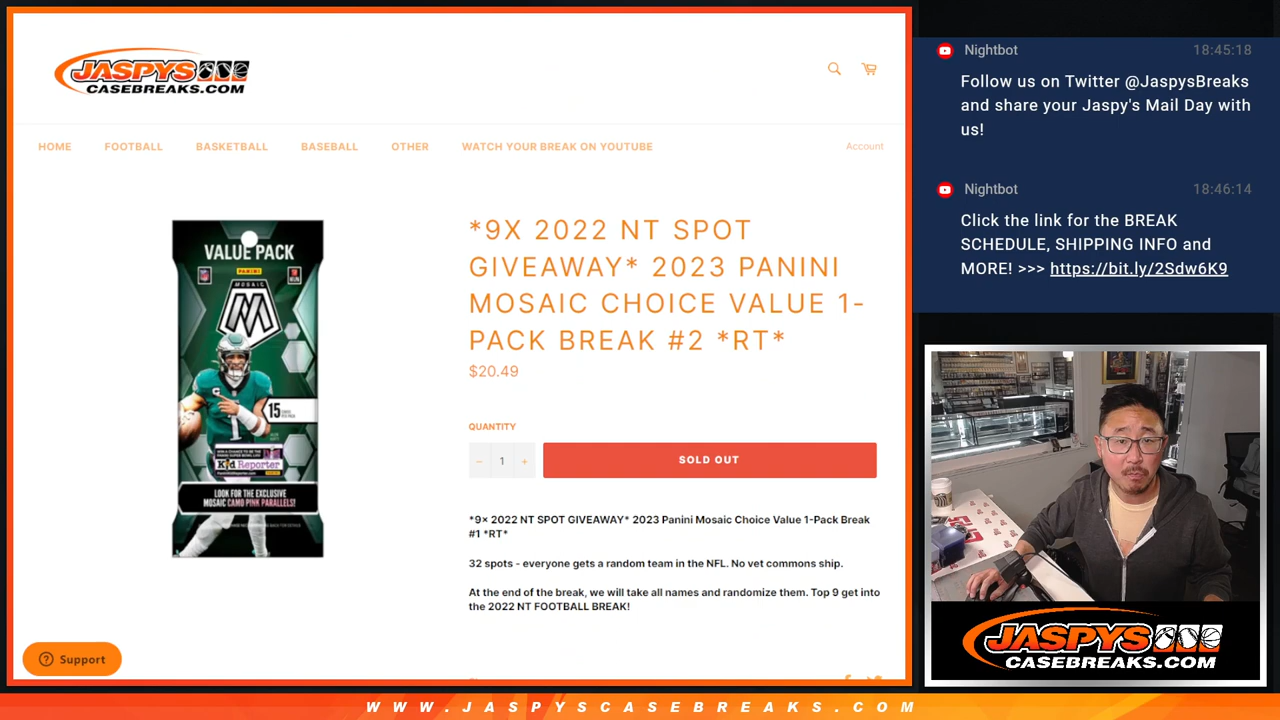 JASPYS
CASEBREAKS.COM
HOME
FOOTBALL
BASKETBALL
BASEBALL
OTHER
WATCH YOUR BREAK ON YOUTUBE
Account
VALUE PACK
PANINI
MOSAIC
15
LOOK FOR THE EXCLUSIVE
MOSAIC CAMO PINK PARALLELS!
*9X 2022 NT SPOT
GIVEAWAY* 2023 PANINI
MOSAIC CHOICE VALUE 1-
PACK BREAK #2 *RT*
$20.49
QUANTITY
− 1 +
SOLD OUT
*9× 2022 NT SPOT GIVEAWAY* 2023 Panini Mosaic Choice Value 1-Pack Break
#1 *RT*
32 spots - everyone gets a random team in the NFL. No vet commons ship.
At the end of the break, we will take all names and randomize them. Top 9 get into
the 2022 NT FOOTBALL BREAK!
Support
Nightbot 18:45:18
Follow us on Twitter @JaspysBreaks
and share your Jaspy's Mail Day with
us!
Nightbot 18:46:14
Click the link for the BREAK
SCHEDULE, SHIPPING INFO and
MORE! >>> https://bit.ly/2Sdw6K9
JASPYS
CASEBREAKS.COM
WWW.JASPYSCASEBREAKS.COM